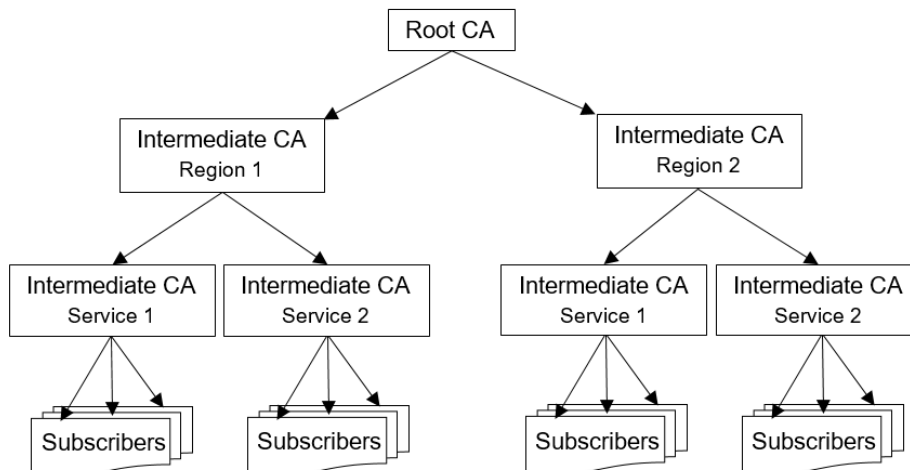 Root CA
Intermediate CA
Region 1
Intermediate CA
Region 2
Intermediate CA
Service 1
Intermediate CA
Service 2
Intermediate CA
Service 1
Intermediate CA
Service 2
Subscribers
Subscribers
Subscribers
Subscribers